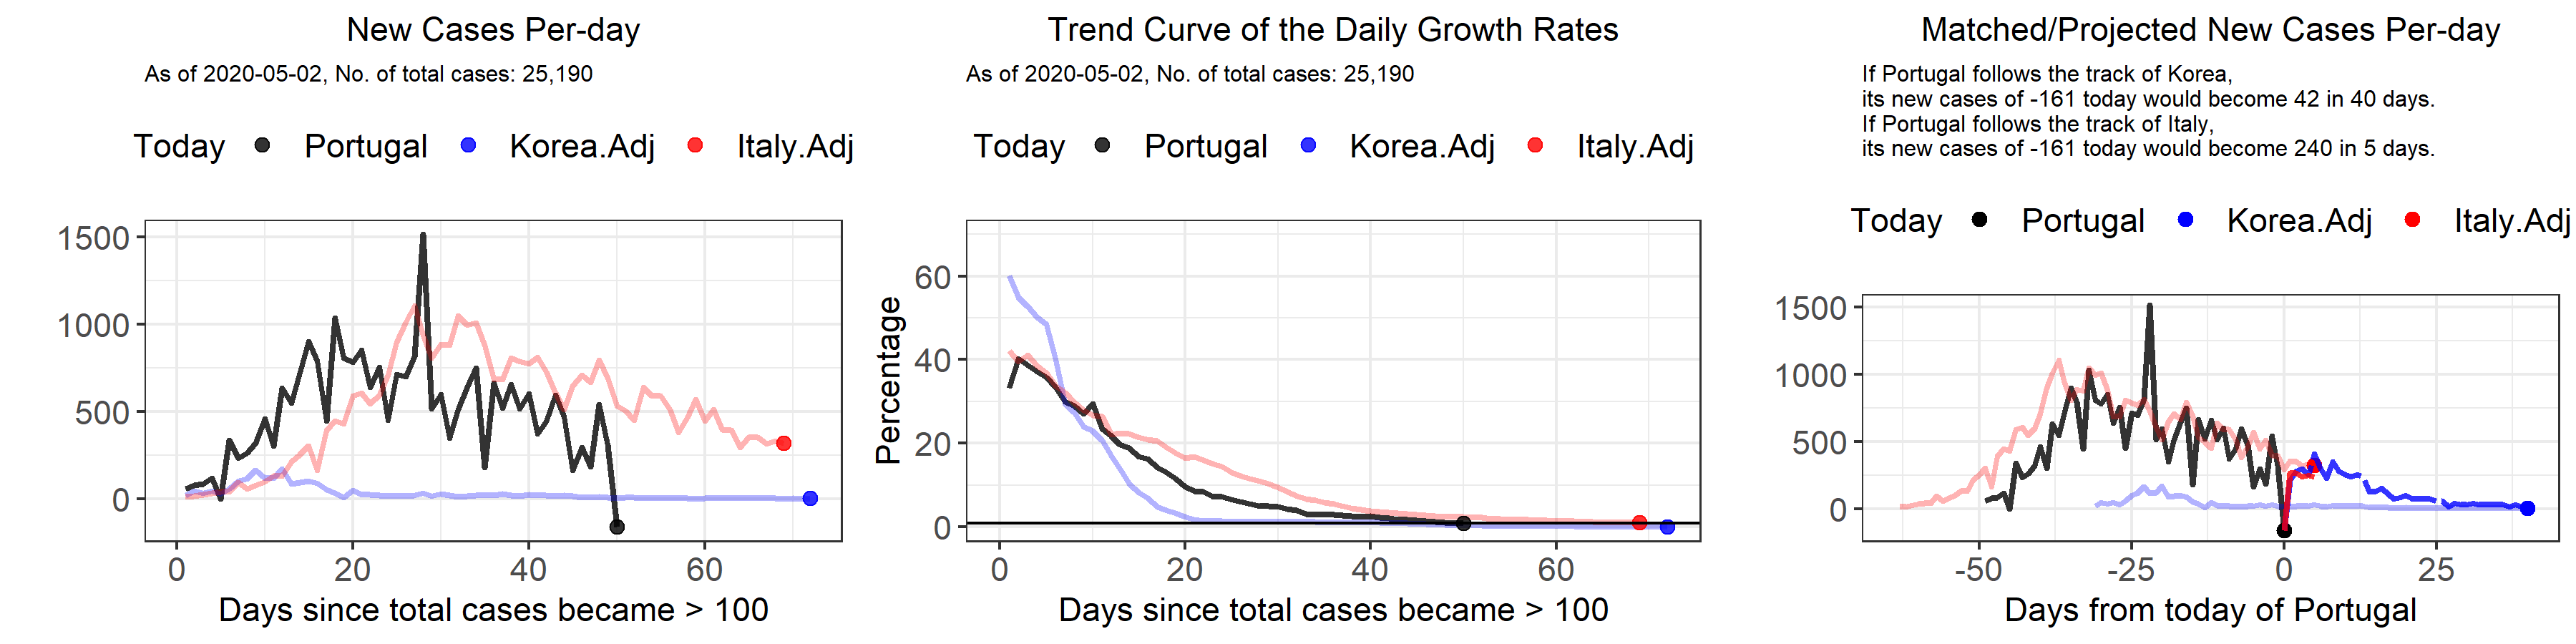 New Cases Per-day
As of 2020-05-02, No. of total cases: 25,190
Today Portugal Korea.Adj Italy.Adj
1500
1000
500
0
0 20 40 60
Days since total cases became > 100
Trend Curve of the Daily Growth Rates
As of 2020-05-02, No. of total cases: 25,190
Today Portugal Korea.Adj Italy.Adj
Percentage
60
40
20
0
0 20 40 60
Days since total cases became > 100
Matched/Projected New Cases Per-day
If Portugal follows the track of Korea,
its new cases of -161 today would become 42 in 40 days.
If Portugal follows the track of Italy,
its new cases of -161 today would become 240 in 5 days.
Today Portugal Korea.Adj Italy.Adj
1500
1000
500
0
-50 -25 0 25
Days from today of Portugal